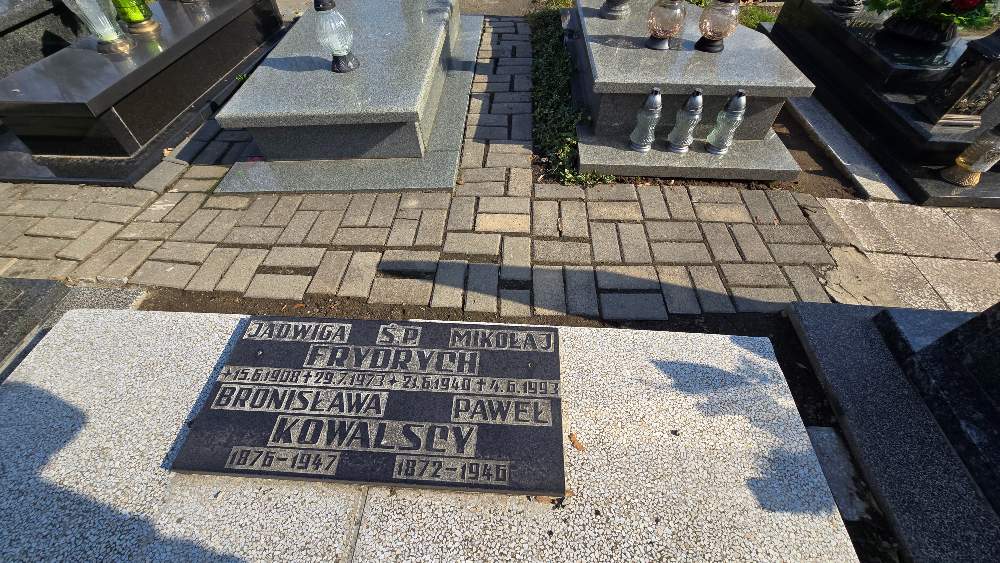 JADWIGA Ś.P. MIKOŁAJ
FRYDRYCH
*15.6.1908 +29.7.1973 *21.6.1940 +4.6.1993
BRONISŁAWA PAWEŁ
KOWALSCY
1876-1947 1872-1946